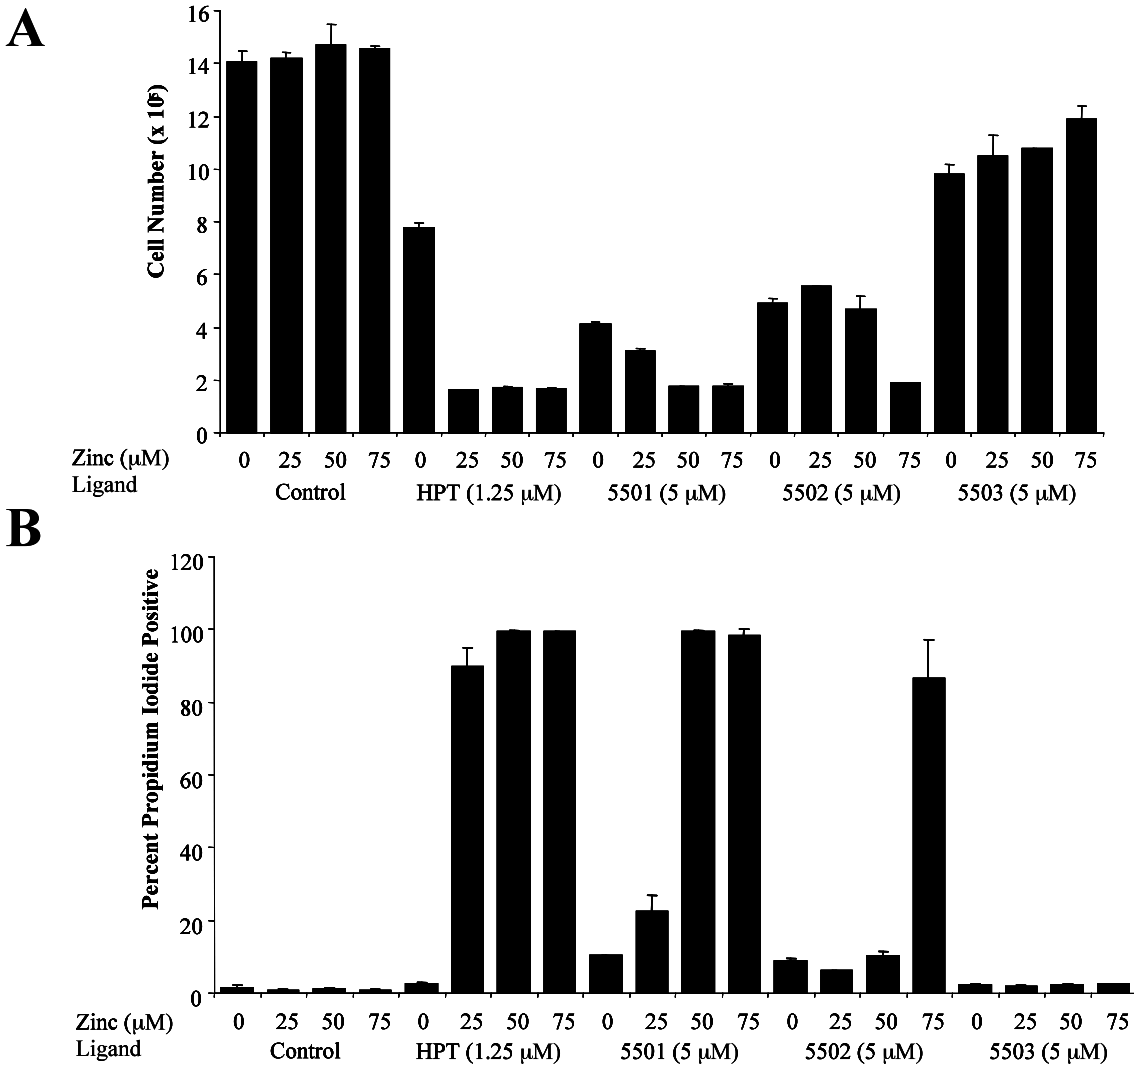 A
Cell Number (x 10⁵)
16
14
12
10
8
6
4
2
0
Zinc (μM) 0 25 50 75 0 25 50 75 0 25 50 75 0 25 50 75 0 25 50 75
Ligand Control HPT (1.25 μM) 5501 (5 μM) 5502 (5 μM) 5503 (5 μM)
B
Percent Propidium Iodide Positive
120
100
80
60
40
20
0
Zinc (μM) 0 25 50 75 0 25 50 75 0 25 50 75 0 25 50 75 0 25 50 75
Ligand Control HPT (1.25 μM) 5501 (5 μM) 5502 (5 μM) 5503 (5 μM)